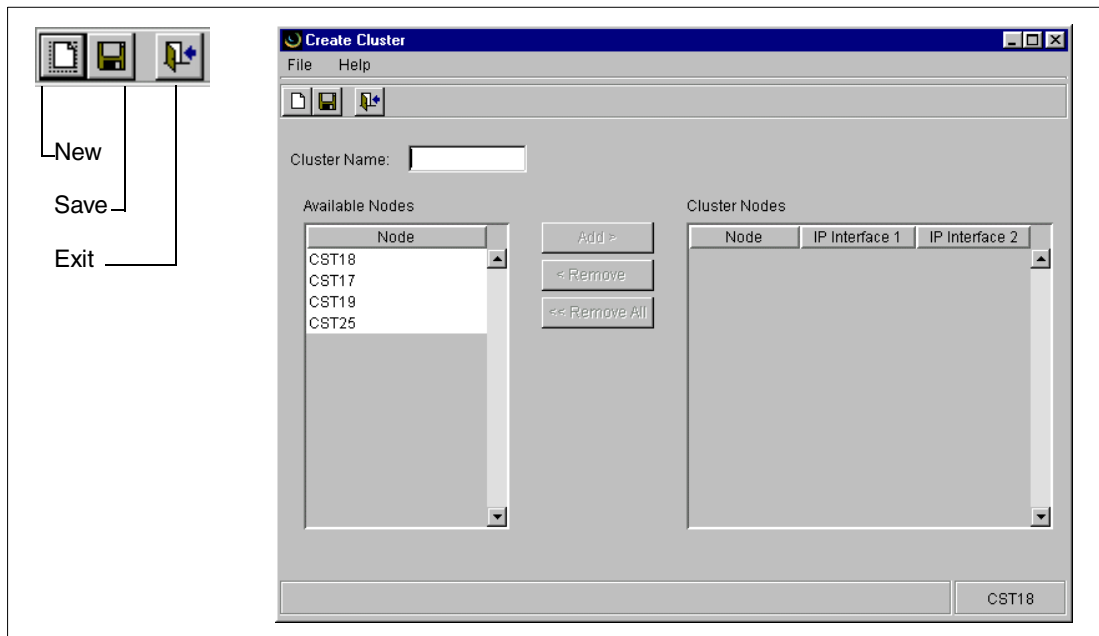 New
Save
Exit
Create Cluster
File Help
Cluster Name:
Available Nodes
Node
CST18
CST17
CST19
CST25
Add >
< Remove
<< Remove All
Cluster Nodes
Node IP Interface 1 IP Interface 2
CST18